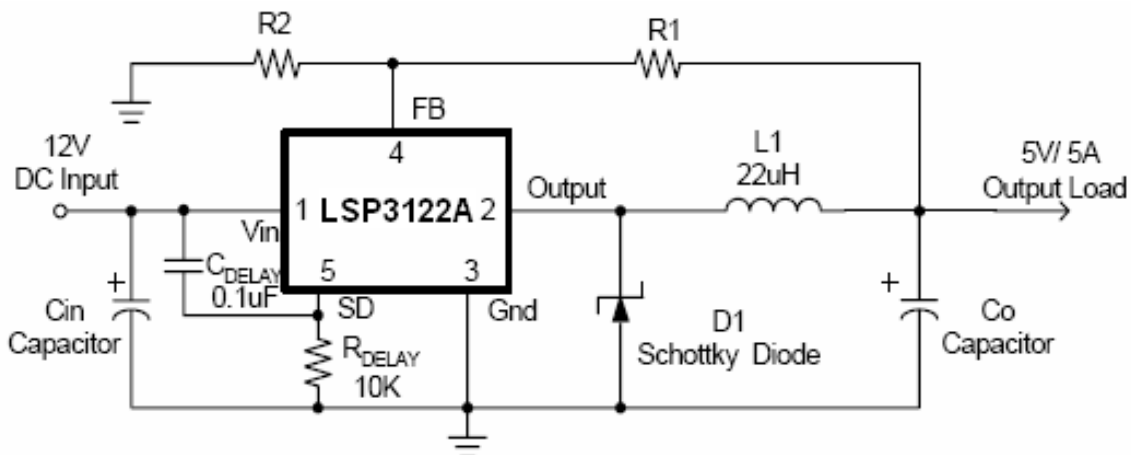 R2
R1
FB
12V
DC Input
4
Output
L1
22uH
5V/ 5A
Output Load
1 LSP3122A 2
Vin
CDELAY
0.1uF
5
3
SD
Gnd
Cin
Capacitor
RDELAY
10K
D1
Schottky Diode
Co
Capacitor
+
+